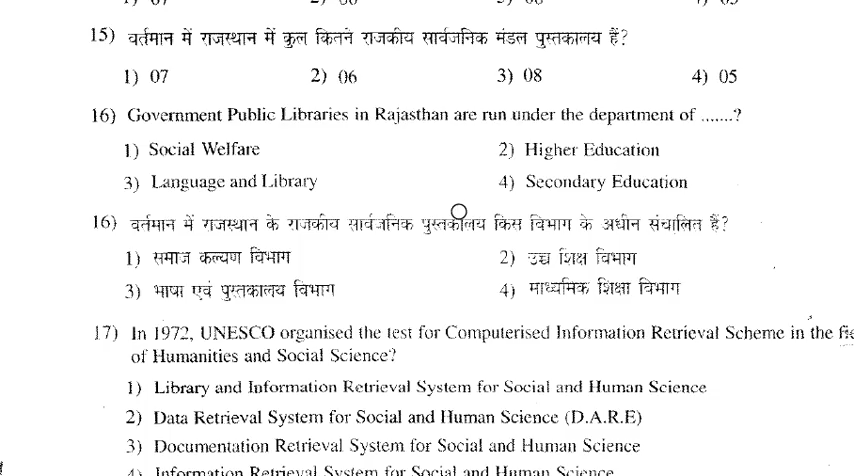 15) वर्तमान में राजस्थान में कुल कितने राजकीय सार्वजनिक मंडल पुस्तकालय हैं?
1) 07 2) 06 3) 08 4) 05
16) Government Public Libraries in Rajasthan are run under the department of .......?
1) Social Welfare 2) Higher Education
3) Language and Library 4) Secondary Education
16) वर्तमान में राजस्थान के राजकीय सार्वजनिक पुस्तकालय किस विभाग के अधीन संचालित हैं?
1) समाज कल्याण विभाग 2) उच्च शिक्ष विभाग
3) भाषा एवं पुस्तकालय विभाग 4) माध्यमिक शिक्षा विभाग
17) In 1972, UNESCO organised the test for Computerised Information Retrieval Scheme in the
of Humanities and Social Science?
1) Library and Information Retrieval System for Social and Human Science
2) Data Retrieval System for Social and Human Science (D.A.R.E)
3) Documentation Retrieval System for Social and Human Science
4) Information Retrieval System for Social and Human Science